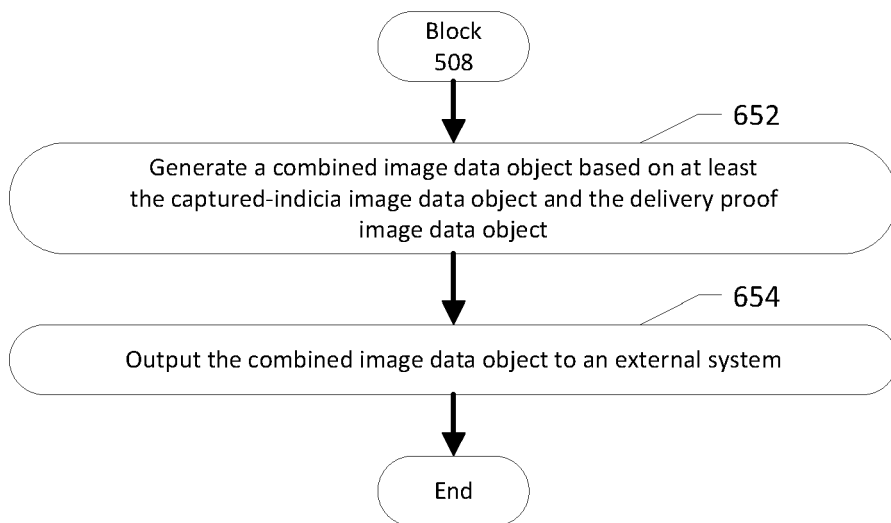 Block
508
652
Generate a combined image data object based on at least
the captured-indicia image data object and the delivery proof
image data object
654
Output the combined image data object to an external system
End